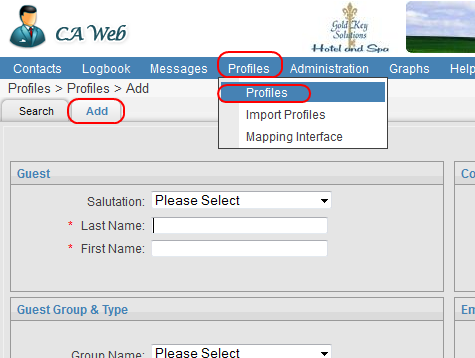 CA Web
Gold Key
Solutions
Hotel and Spa
Contacts Logbook Messages Profiles Administration Graphs Help
Profiles > Profiles > Add
Profiles
Import Profiles
Mapping Interface
Search Add
Guest Co
Salutation: Please Select
* Last Name:
* First Name:
Guest Group & Type En
Group Name: Please Select